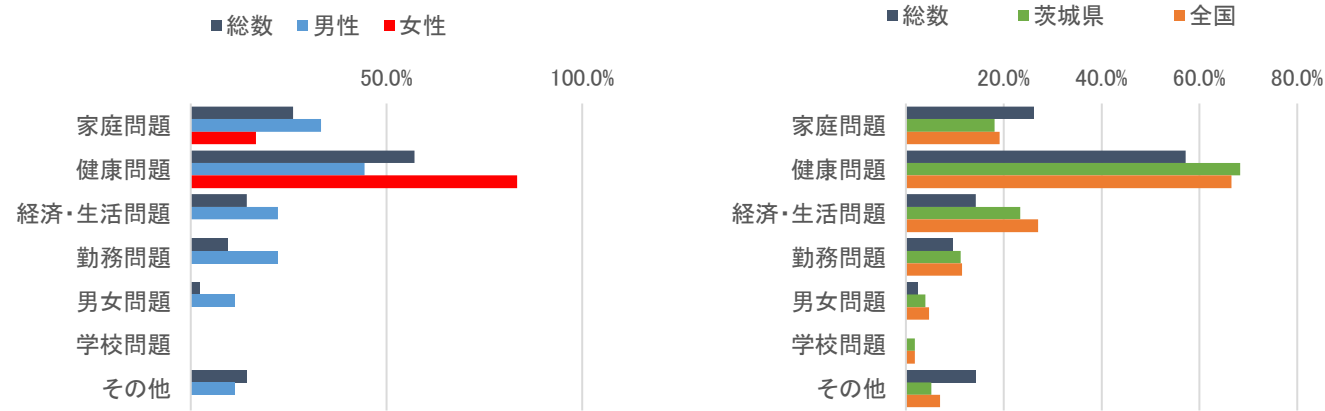 ■総数 ■男性 ■女性
50.0% 100.0%
家庭問題
健康問題
経済・生活問題
勤務問題
男女問題
学校問題
その他
■総数 ■茨城県 ■全国
20.0% 40.0% 60.0% 80.0%
家庭問題
健康問題
経済・生活問題
勤務問題
男女問題
学校問題
その他